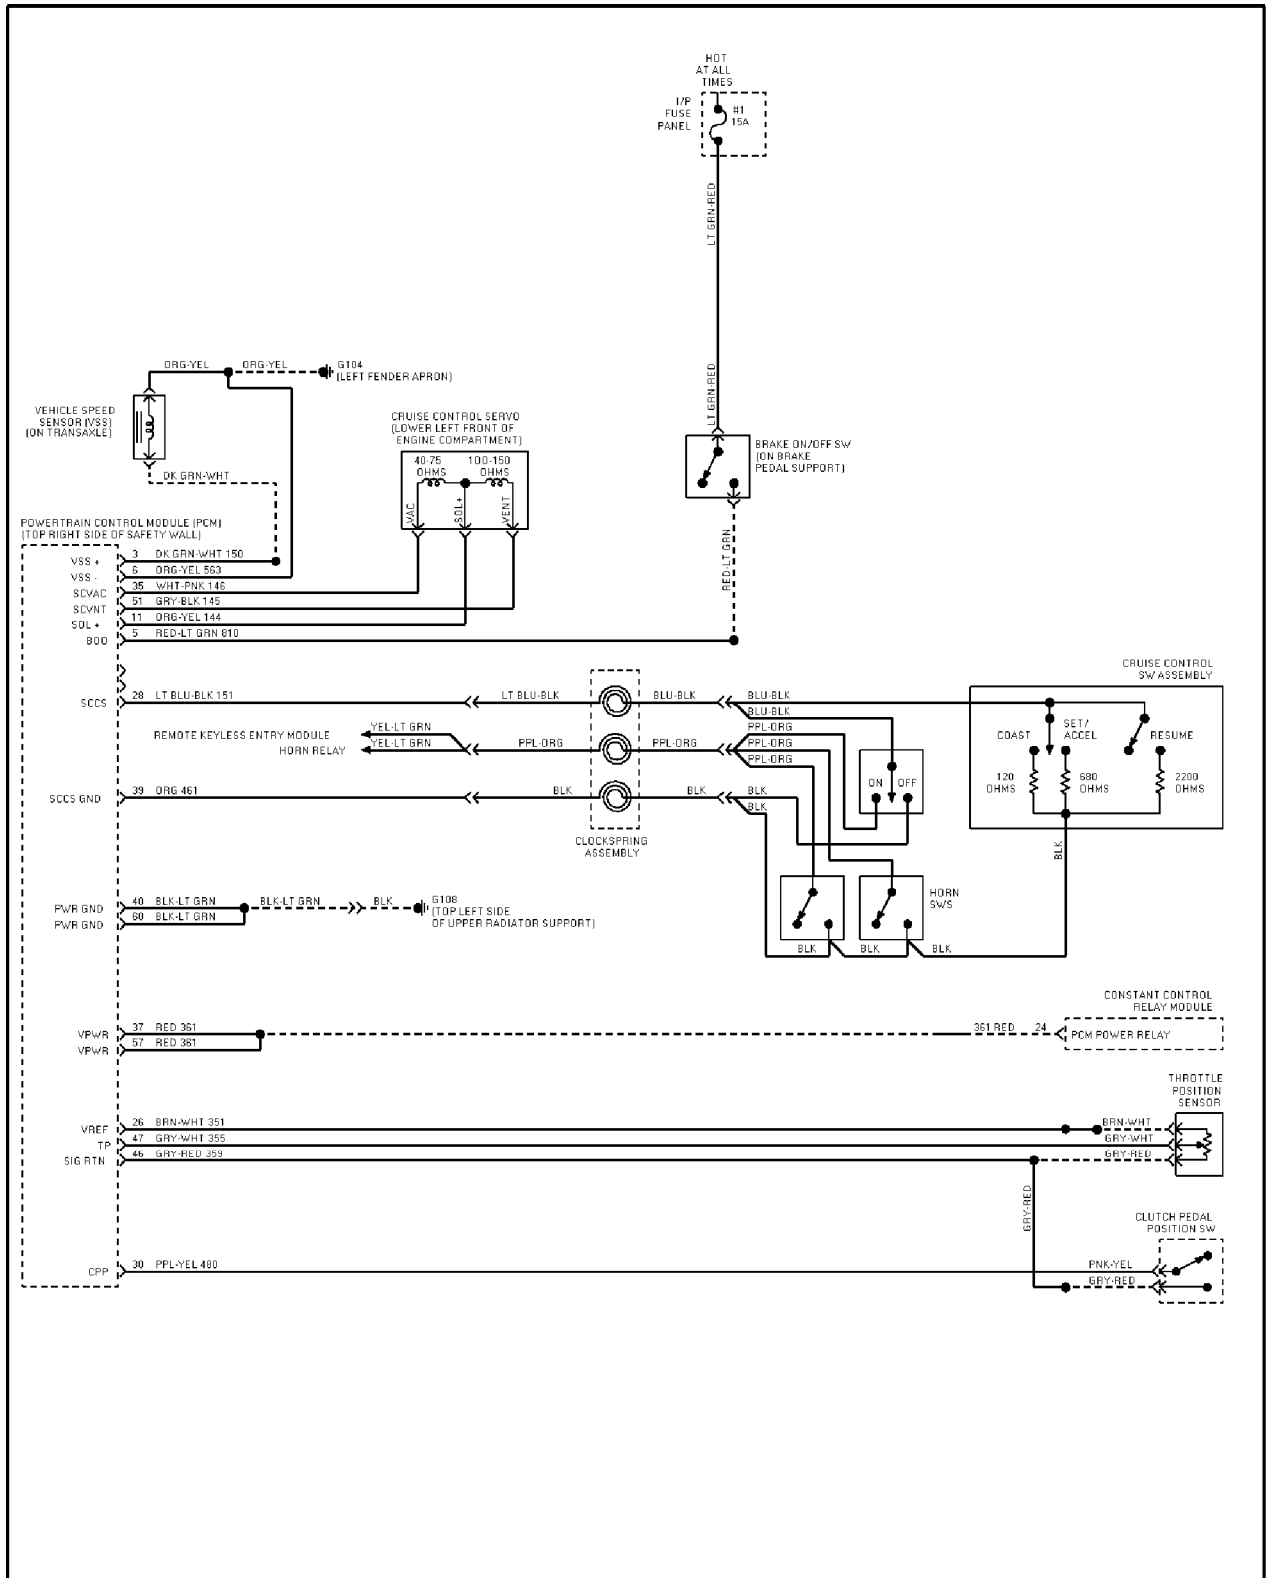 HOT
AT ALL
TIMES
I/P
FUSE
PANEL
#1
15A
LT GRN-RED
LT GRN-RED
ORG-YEL
ORG-YEL
G104
(LEFT FENDER APRON)
VEHICLE SPEED
SENSOR (VSS)
(ON TRANSAXLE)
DK GRN-WHT
CRUISE CONTROL SERVO
(LOWER LEFT FRONT OF
ENGINE COMPARTMENT)
40-75
OHMS
100-150
OHMS
VAC
SOL+
VENT
BRAKE ON/OFF SW
(ON BRAKE
PEDAL SUPPORT)
RED-LT GRN
POWERTRAIN CONTROL MODULE (PCM)
(TOP RIGHT SIDE OF SAFETY WALL)
VSS + 3 DK GRN-WHT 150
VSS - 6 ORG-YEL 563
SCVAC 35 WHT-PNK 146
SCVNT 51 GRY-BLK 145
SOL + 11 ORG-YEL 144
BOO 5 RED-LT GRN 810
CRUISE CONTROL
SW ASSEMBLY
SCCS 28 LT BLU-BLK 151 LT BLU-BLK BLU-BLK BLU-BLK
BLU-BLK
YEL-LT GRN
PPL-ORG
REMOTE KEYLESS ENTRY MODULE
HORN RELAY
YEL-LT GRN PPL-ORG PPL-ORG PPL-ORG
PPL-ORG
COAST
SET/
ACCEL
RESUME
ON OFF
120
OHMS
680
OHMS
2200
OHMS
SCCS GND 39 ORG 461 BLK BLK BLK
BLK
CLOCKSPRING
ASSEMBLY
BLK
PWR GND 40 BLK-LT GRN BLK-LT GRN BLK
PWR GND 60 BLK-LT GRN
G108
(TOP LEFT SIDE
OF UPPER RADIATOR SUPPORT)
HORN
SWS
BLK BLK BLK
CONSTANT CONTROL
RELAY MODULE
VPWR 37 RED 361 361 RED 24 PCM POWER RELAY
VPWR 57 RED 361
THROTTLE
POSITION
SENSOR
VREF 26 BRN-WHT 351 BRN-WHT
TP 47 GRY-WHT 355 GRY-WHT
SIG RTN 46 GRY-RED 359 GRY-RED
GRY-RED
CLUTCH PEDAL
POSITION SW
CPP 30 PPL-YEL 480 PNK-YEL
GRY-RED